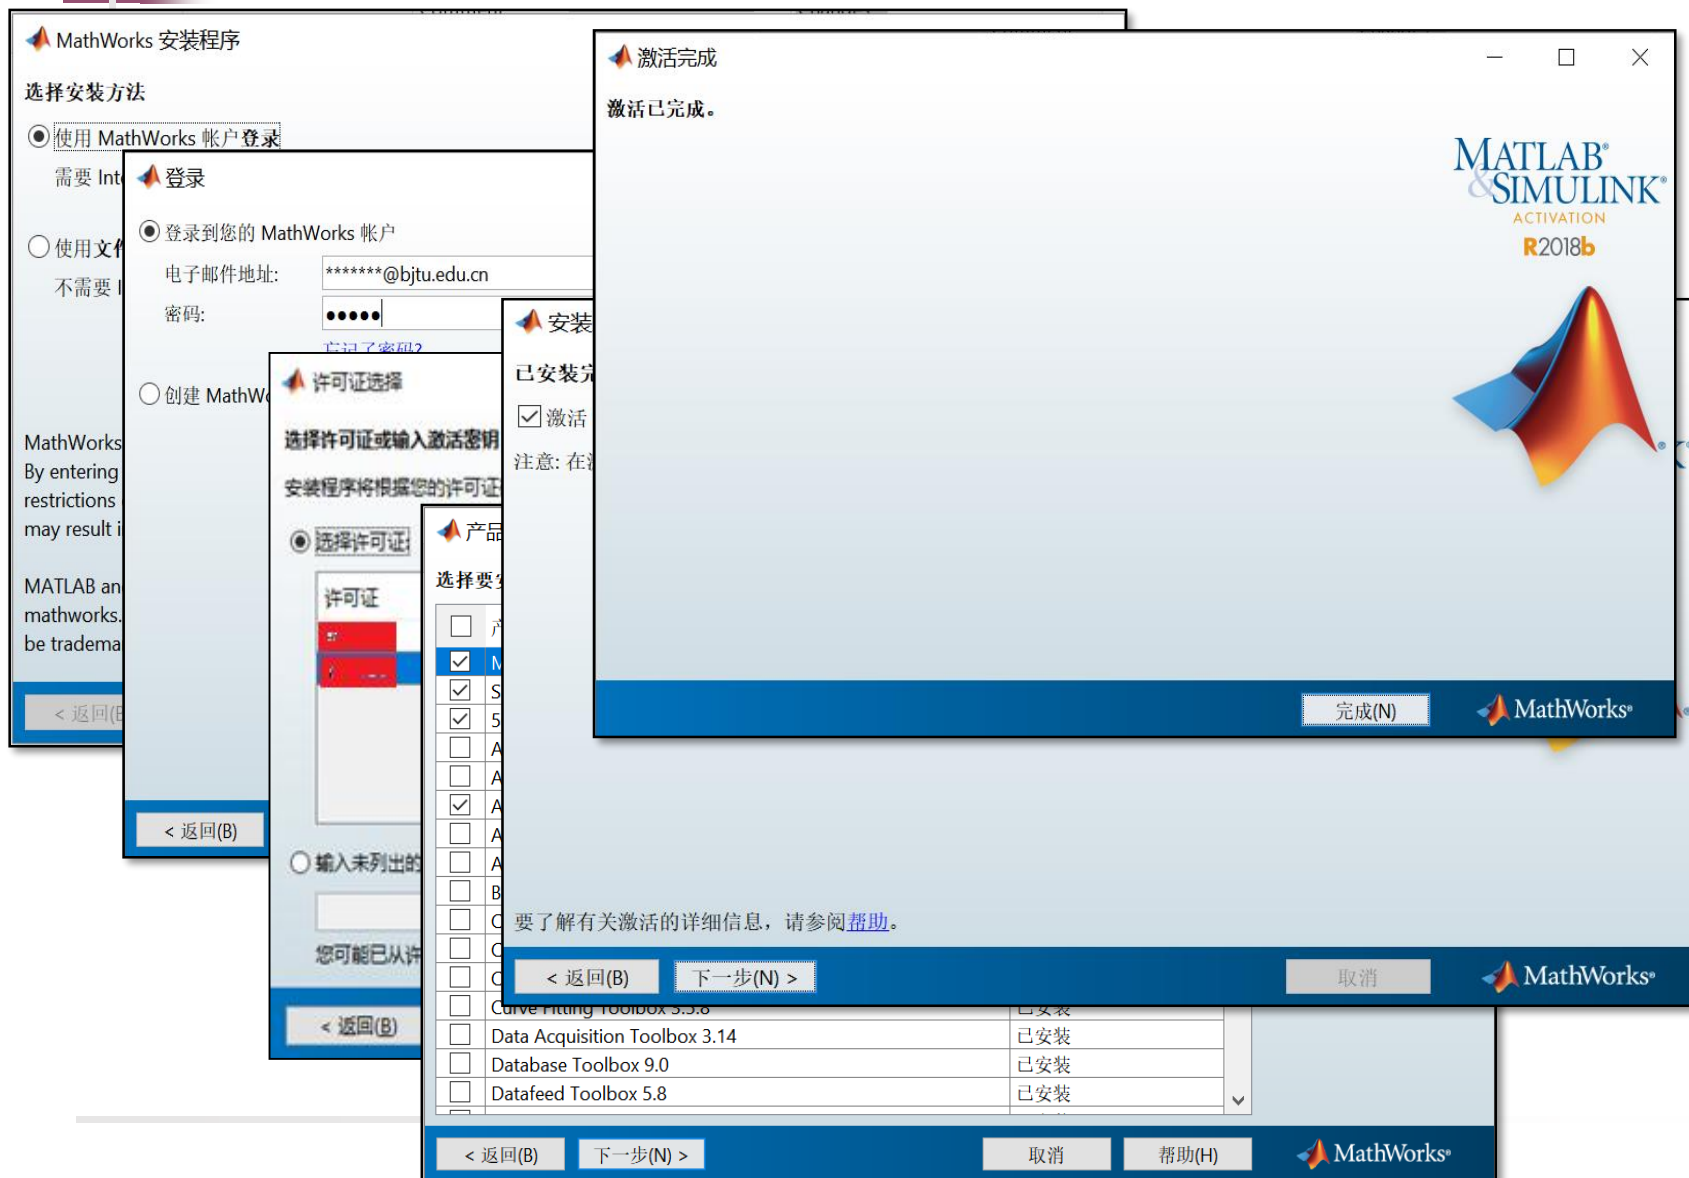 MathWorks 安装程序
选择安装方法
使用 MathWorks 帐户登录
需要
使用文
不需要
MathWorks
By entering
restrictions
may result
MATLAB
mathworks.
be
< 返回(B
登录
登录到您的 MathWorks 帐户
电子邮件地址: *******@bjtu.edu.cn
密码: ●●●●●
忘记了密码?
创建
< 返回(B)
许可证选择
选择许可证或输入激活密钥
安装程序将根据您的许可证
选择许可证:
许可证
输入未列出的
您可能已从许
< 返回(B)
产品
选择要
M
S
5
A
A
A
A
A
B
C
C
C
Curve Fitting Toolbox 3.5.8 已安装
Data Acquisition Toolbox 3.14 已安装
Database Toolbox 9.0 已安装
Datafeed Toolbox 5.8 已安装
< 返回(B) 下一步(N) > 取消 帮助(H) MathWorks®
安装
已安装完
激活
注意: 在
要了解有关激活的详细信息，请参阅帮助。
< 返回(B) 下一步(N) > 取消 MathWorks®
激活完成
激活已完成。
MATLAB®
&SIMULINK®
ACTIVATION
R2018b
完成(N) MathWorks®